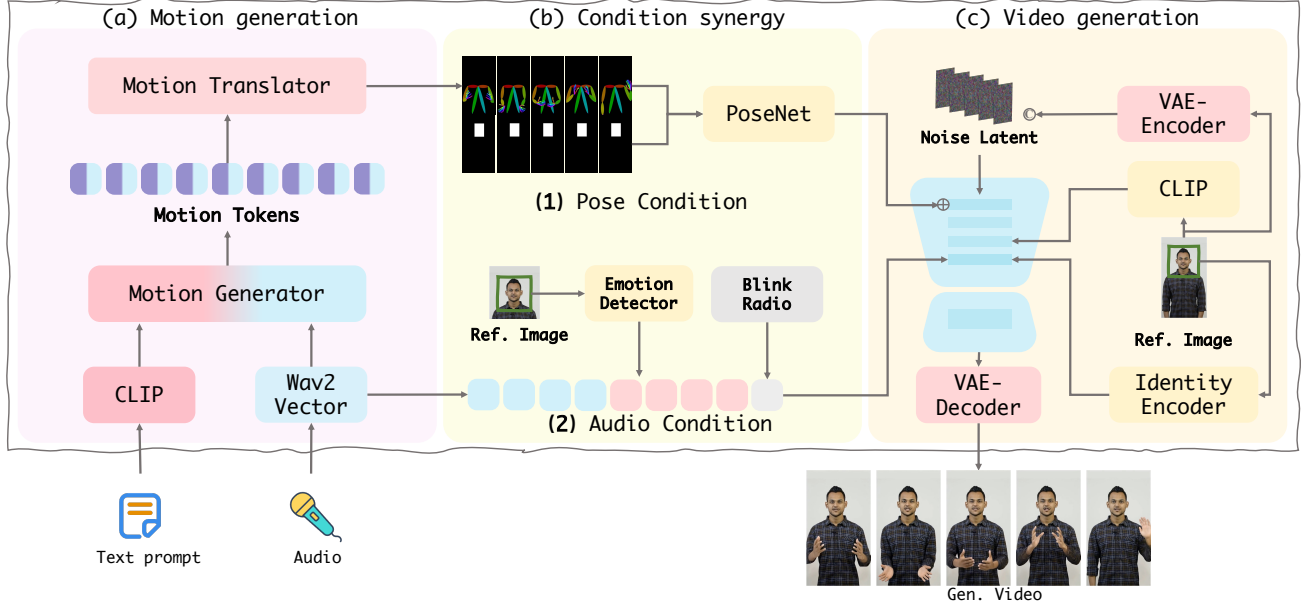 (a) Motion generation
Motion Translator
Motion Tokens
Motion Generator
CLIP
Wav2
Vector
Text prompt
Audio
(b) Condition synergy
PoseNet
(1) Pose Condition
Ref. Image
Emotion
Detector
Blink
Radio
(2) Audio Condition
(c) Video generation
Noise Latent
VAE-
Encoder
CLIP
Ref. Image
VAE-
Decoder
Identity
Encoder
Gen. Video